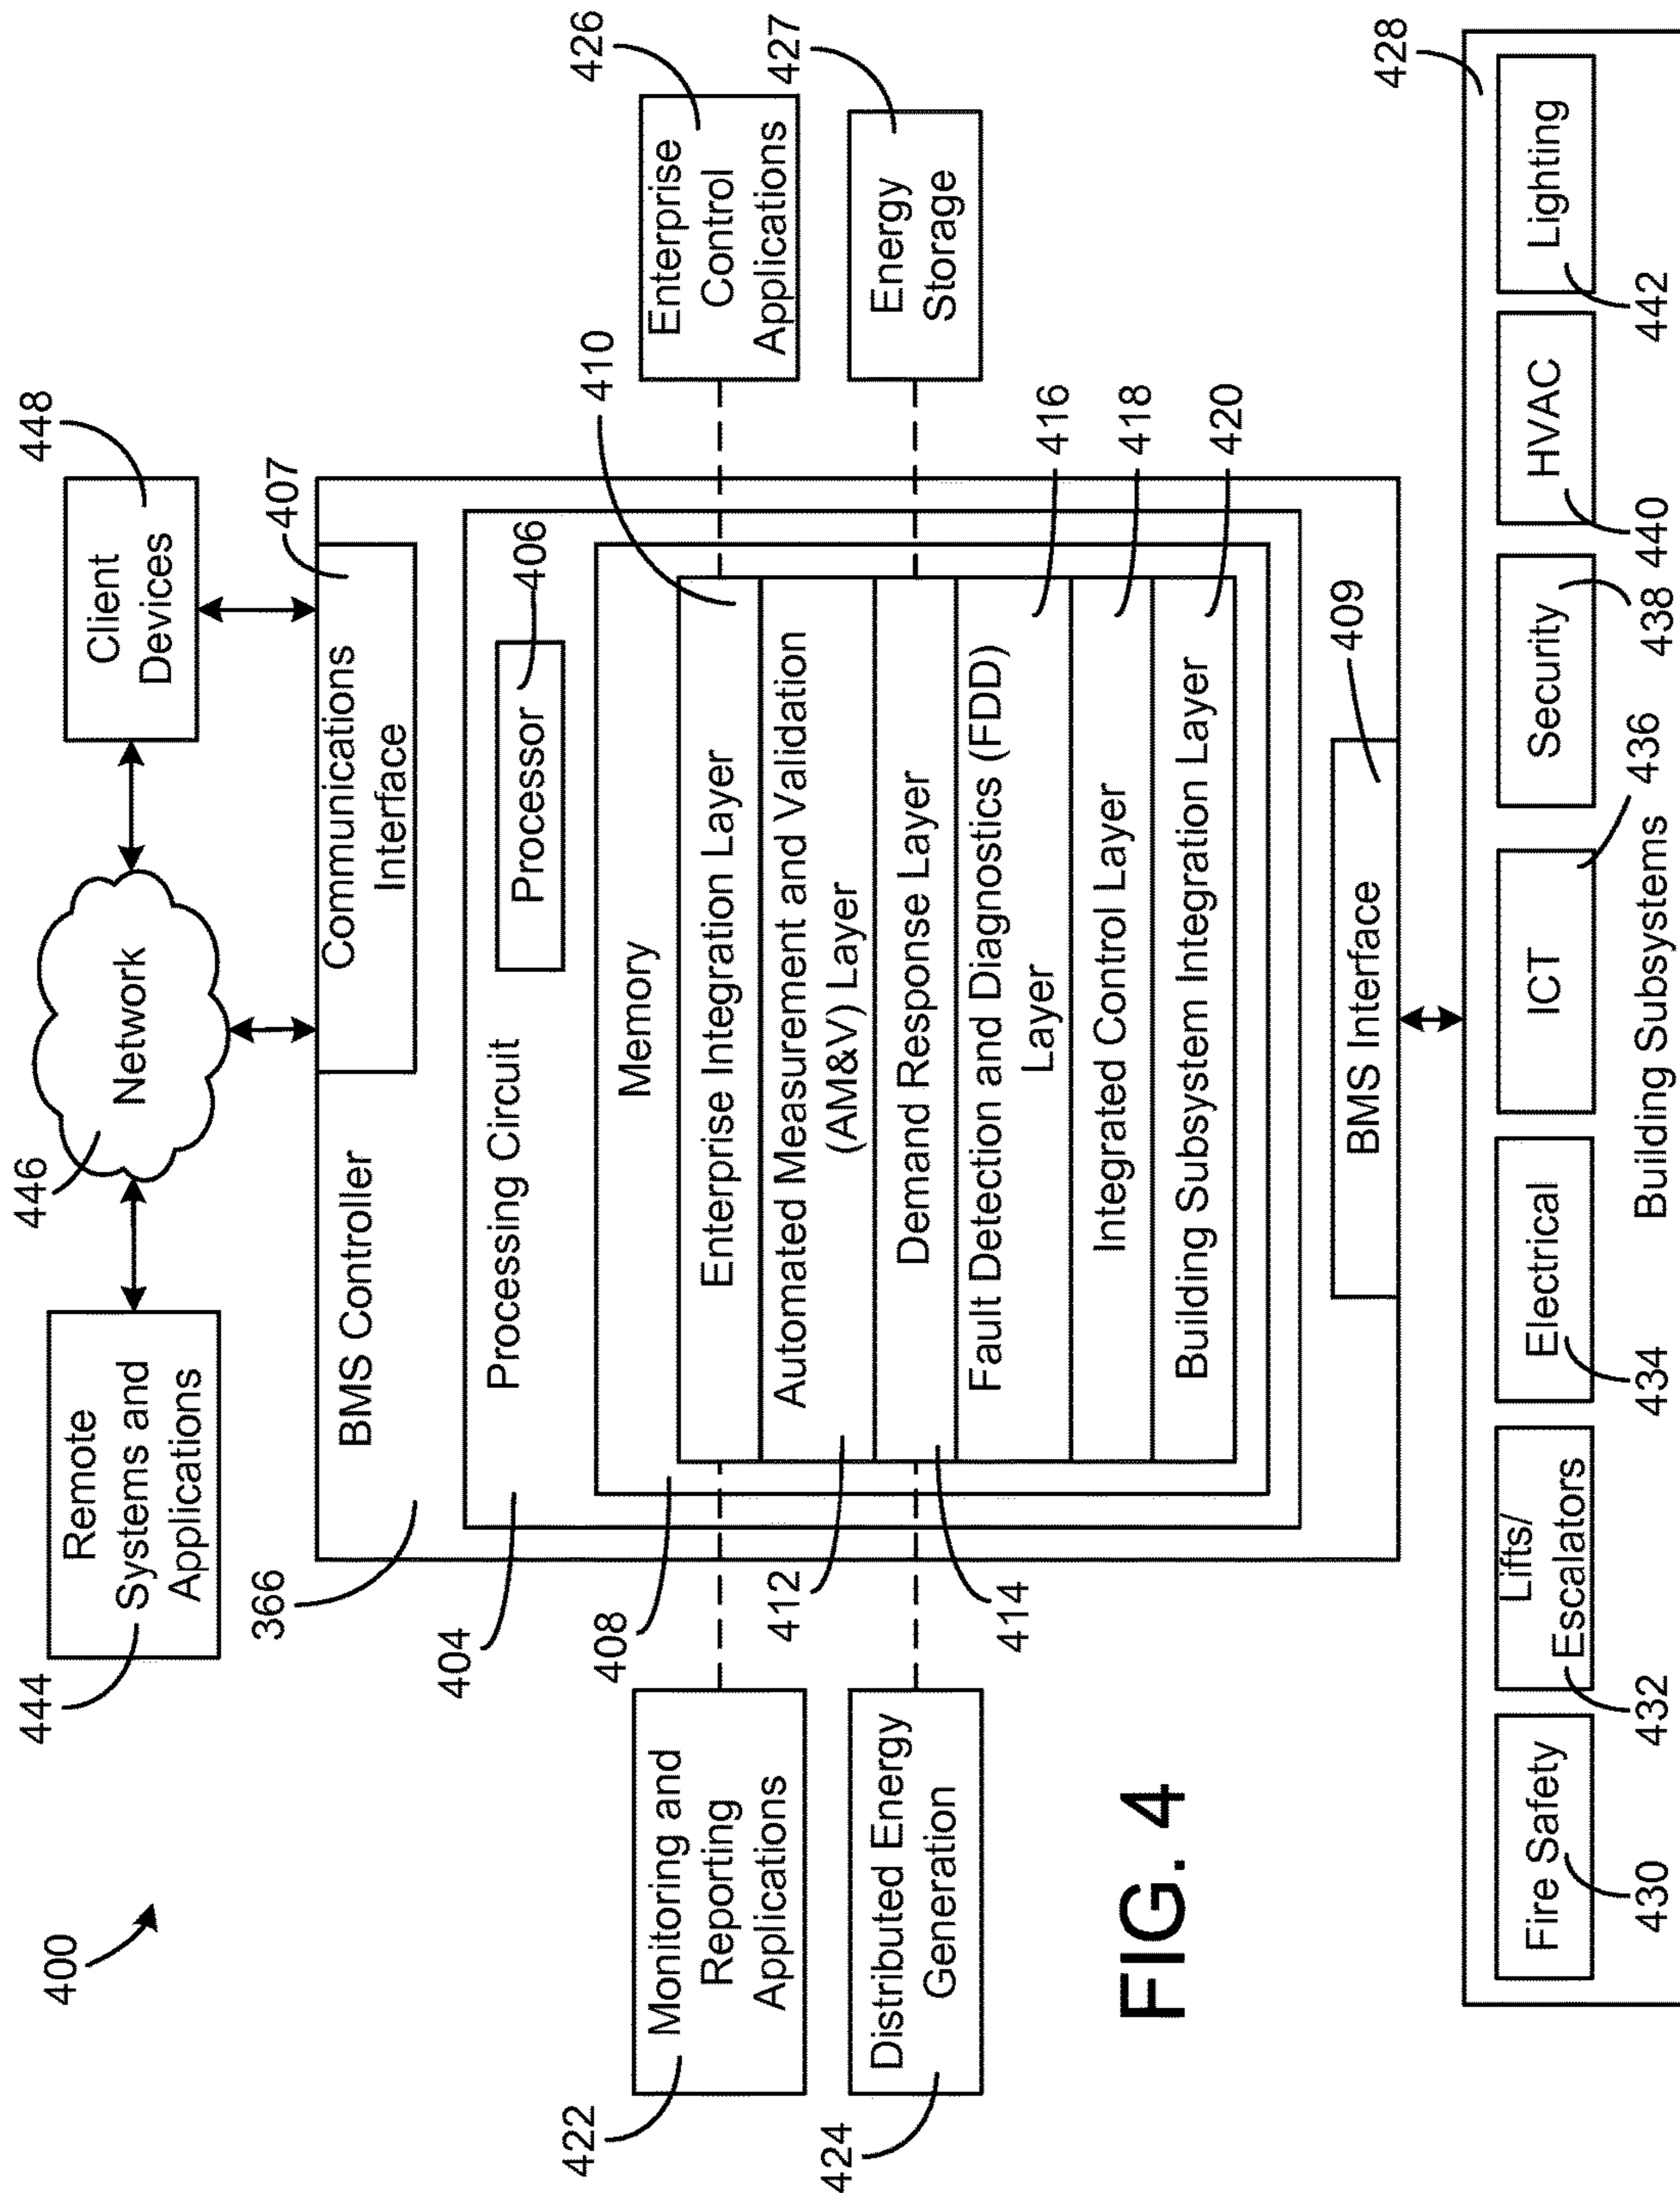 400
444
Remote
Systems and
Applications
446
Network
448
Client
Devices
366
BMS Controller
407
Communications
Interface
404
Processing Circuit
Processor
406
408
Memory
410
Enterprise Integration Layer
412
Automated Measurement and Validation
(AM&V) Layer
414
Demand Response Layer
Fault Detection and Diagnostics (FDD)
Layer
416
Integrated Control Layer
418
Building Subsystem Integration Layer
420
422
Monitoring and
Reporting
Applications
424
Distributed Energy
Generation
426
Enterprise
Control
Applications
427
Energy
Storage
BMS Interface
409
FIG. 4
428
Fire Safety
430
Lifts/
Escalators
432
Electrical
434
ICT
436
Security
438
HVAC
440
Lighting
442
Building Subsystems